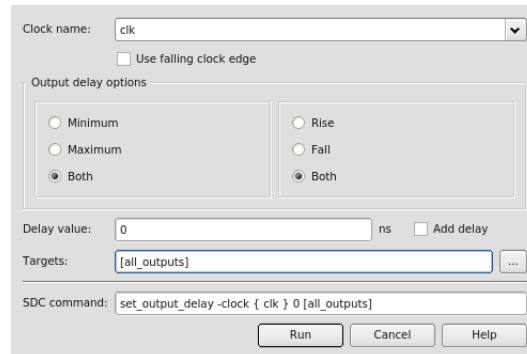 Clock name: clk
Use falling clock edge
Output delay options
Minimum Rise
Maximum Fall
Both Both
Delay value: 0 ns Add delay
Targets: [all_outputs] ...
SDC command: set_output_delay -clock { clk } 0 [all_outputs]
Run Cancel Help